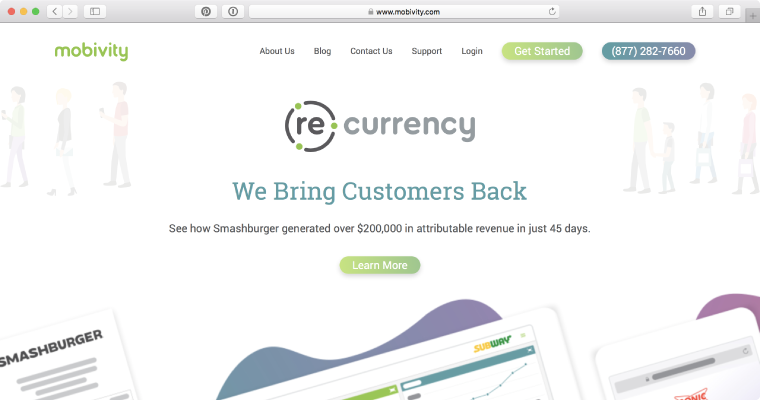 www.mobivity.com
mobivity
About Us Blog Contact Us Support Login Get Started (877) 282-7660
re currency
We Bring Customers Back
See how Smashburger generated over $200,000 in attributable revenue in just 45 days.
Learn More
SMASHBURGER
SUBWAY
SONIC